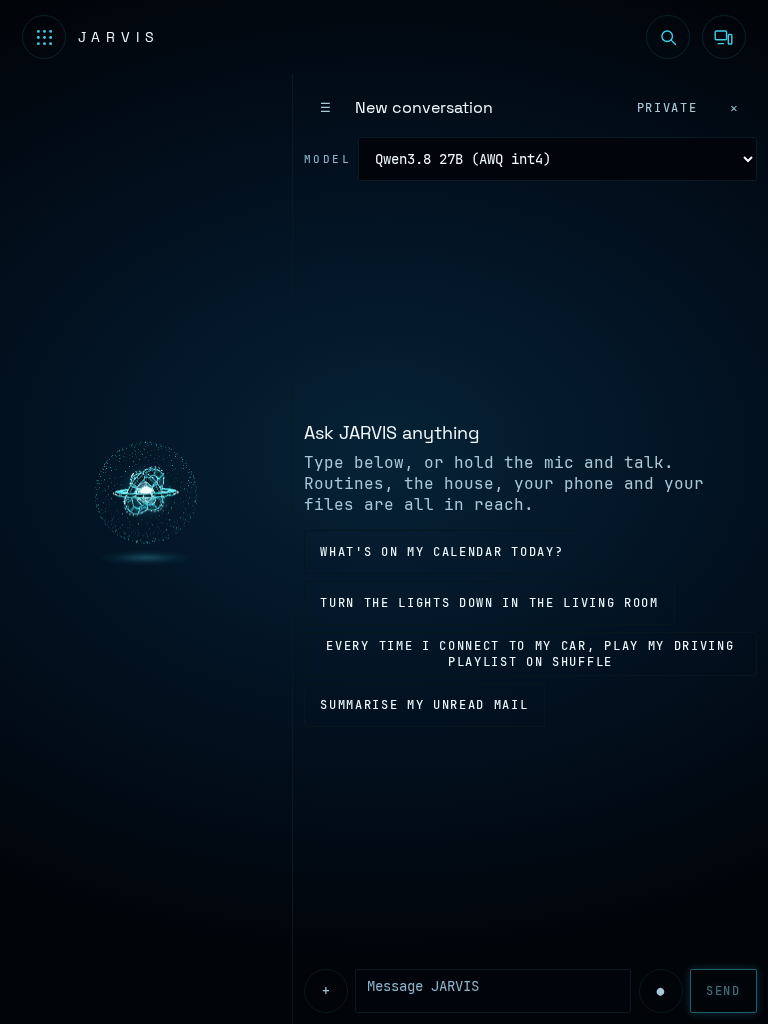 JARVIS
☰ New conversation PRIVATE ×
MODEL Qwen3.8 27B (AWQ int4)
Ask JARVIS anything
Type below, or hold the mic and talk.
Routines, the house, your phone and your
files are all in reach.
WHAT'S ON MY CALENDAR TODAY?
TURN THE LIGHTS DOWN IN THE LIVING ROOM
EVERY TIME I CONNECT TO MY CAR, PLAY MY DRIVING
PLAYLIST ON SHUFFLE
SUMMARISE MY UNREAD MAIL
+ Message JARVIS ● SEND